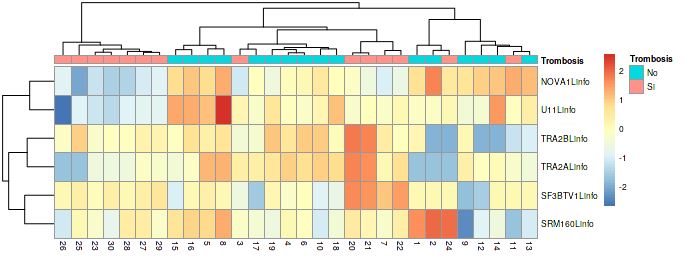 Trombosis
NOVA1Linfo
U11Linfo
TRA2BLinfo
TRA2ALinfo
SF3BTV1Linfo
SRM160Linfo
26 25 23 30 28 27 29 15 16 5 8 3 17 19 4 6 10 18 20 21 7 22 1 2 24 9 12 14 11 13
2
1
0
-1
-2
Trombosis
No
Si